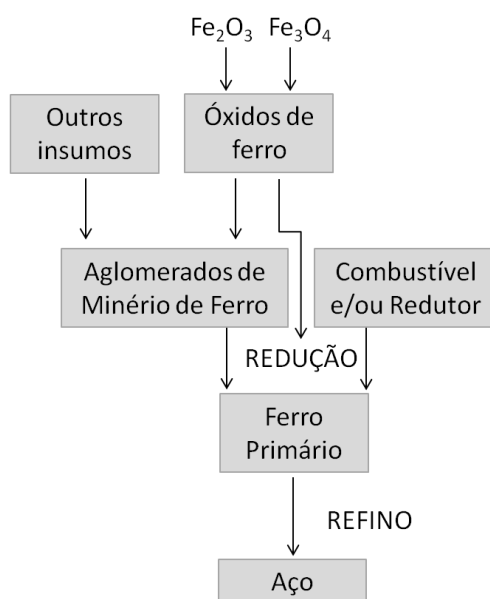 Fe₂O₃ Fe₃O₄
Outros
insumos
Óxidos de
ferro
Aglomerados de
Minério de Ferro
Combustível
e/ou Redutor
REDUÇÃO
Ferro
Primário
REFINO
Aço